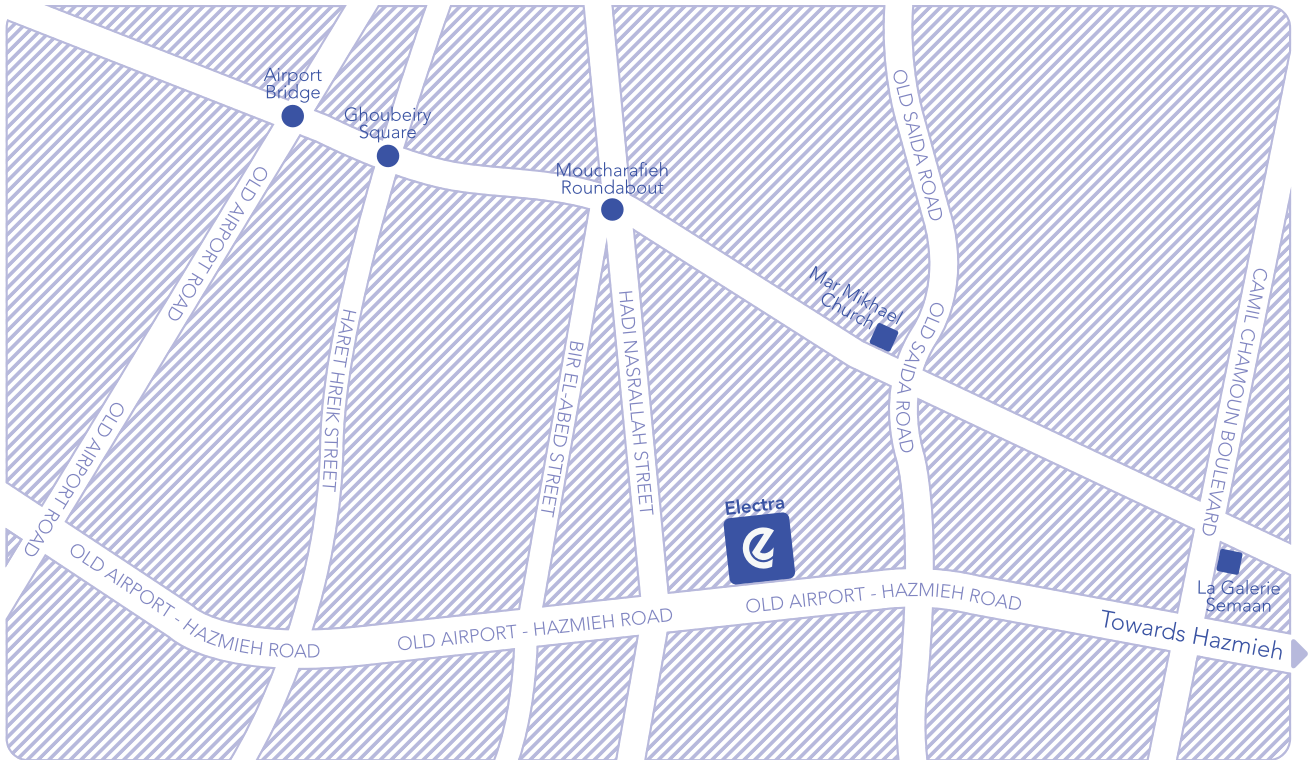 Airport
Bridge
Ghoubeiry
Square
Moucharafieh
Roundabout
OLD SAIDA ROAD
OLD AIRPORT ROAD
Mar Mikhael
Church
OLD SAIDA ROAD
CAMIL CHAMOUN BOULEVARD
HARET HREIK STREET
BIR EL-ABED STREET
HADI NASRALLAH STREET
OLD AIRPORT ROAD
Electra
e
OLD AIRPORT - HAZMIEH ROAD
OLD AIRPORT - HAZMIEH ROAD
OLD AIRPORT - HAZMIEH ROAD
La Galerie
Semaan
Towards Hazmieh